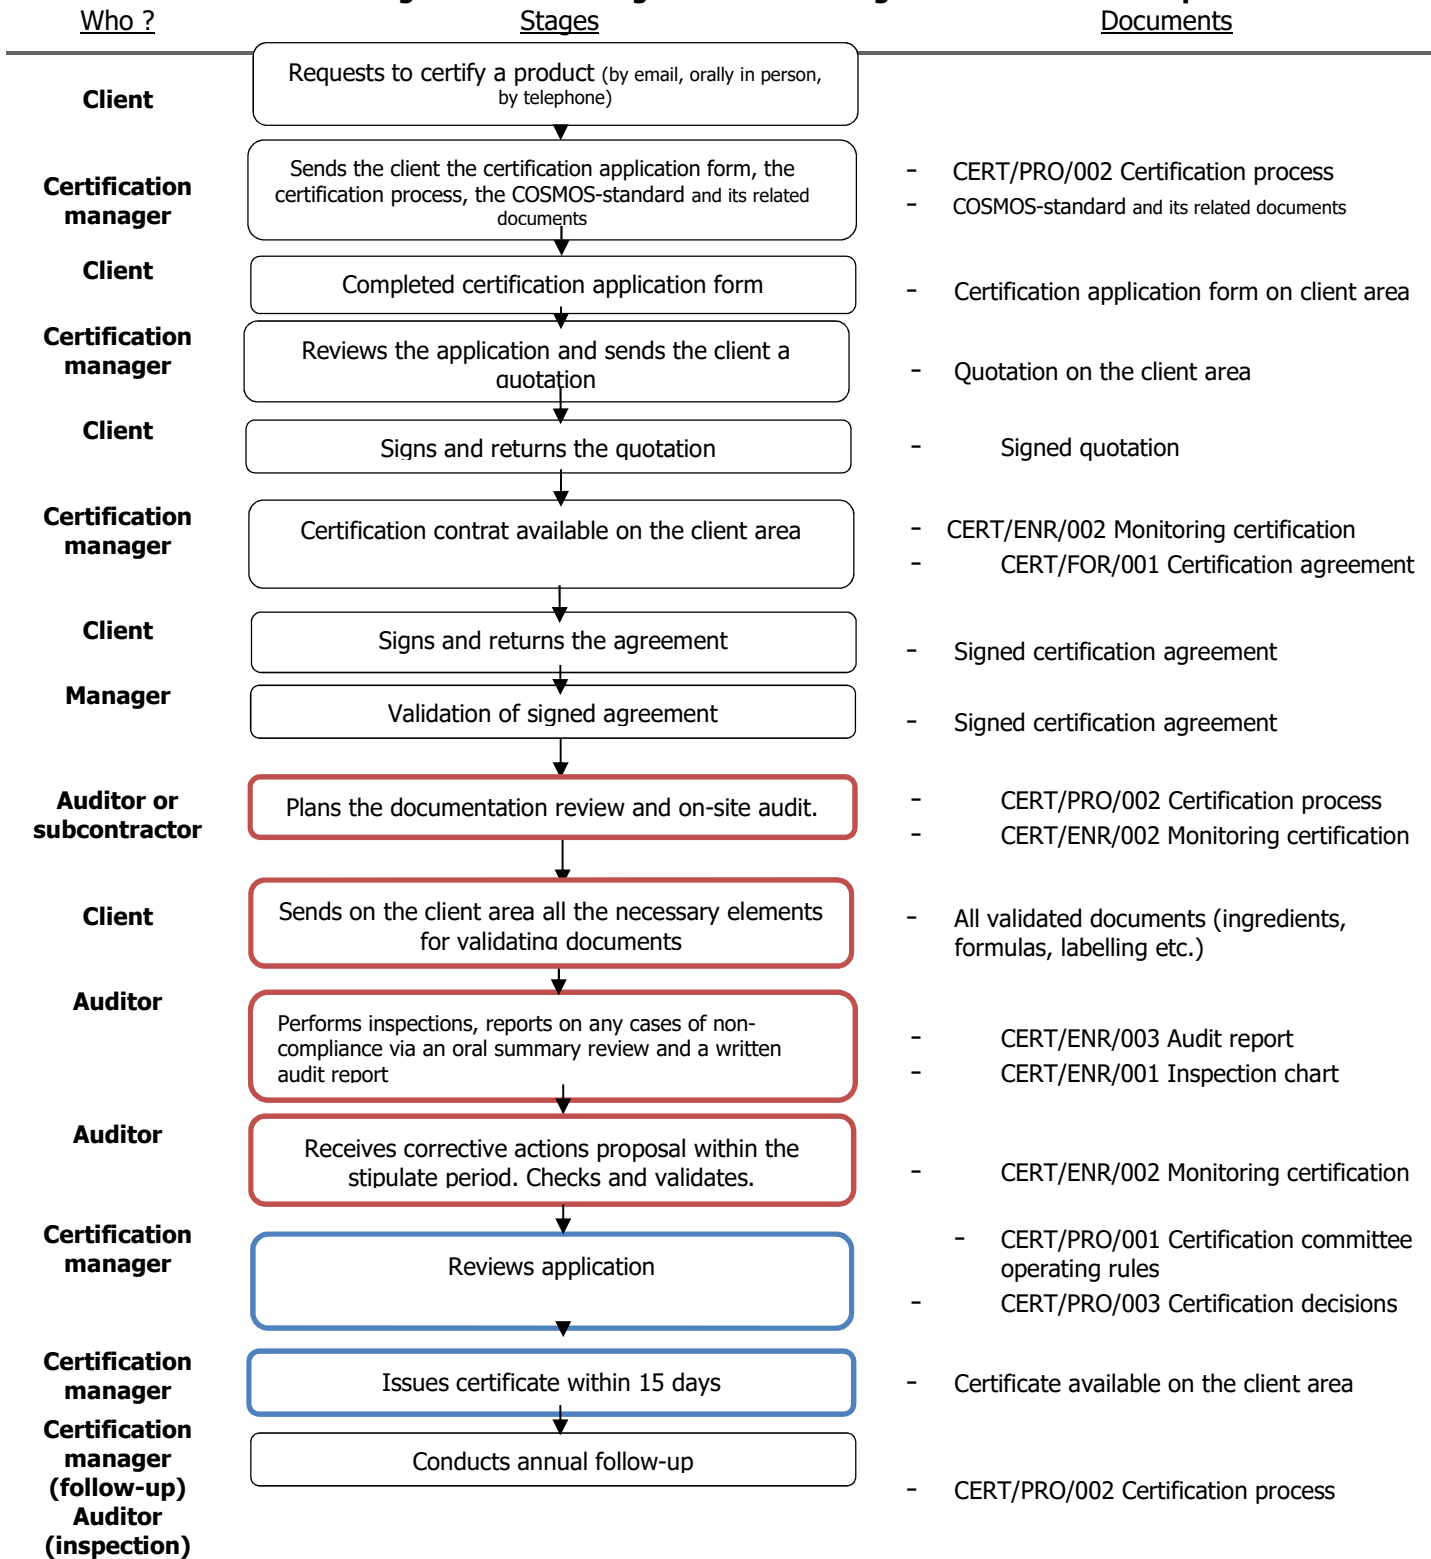 Who ?
Stages
Documents
Client
Requests to certify a product (by email, orally in person,
by telephone)
Certification
manager
Sends the client the certification application form, the
certification process, the COSMOS-standard and its related
documents
- CERT/PRO/002 Certification process
- COSMOS-standard and its related documents
Client
Completed certification application form
- Certification application form on client area
Certification
manager
Reviews the application and sends the client a
quotation
- Quotation on the client area
Client
Signs and returns the quotation
- Signed quotation
Certification
manager
Certification contrat available on the client area
- CERT/ENR/002 Monitoring certification
- CERT/FOR/001 Certification agreement
Client
Signs and returns the agreement
- Signed certification agreement
Manager
Validation of signed agreement
- Signed certification agreement
Auditor or
subcontractor
Plans the documentation review and on-site audit.
- CERT/PRO/002 Certification process
- CERT/ENR/002 Monitoring certification
Client
Sends on the client area all the necessary elements
for validating documents
- All validated documents (ingredients,
formulas, labelling etc.)
Auditor
Performs inspections, reports on any cases of non-
compliance via an oral summary review and a written
audit report
- CERT/ENR/003 Audit report
- CERT/ENR/001 Inspection chart
Auditor
Receives corrective actions proposal within the
stipulate period. Checks and validates.
- CERT/ENR/002 Monitoring certification
Certification
manager
Reviews application
- CERT/PRO/001 Certification committee
operating rules
- CERT/PRO/003 Certification decisions
Certification
manager
Issues certificate within 15 days
- Certificate available on the client area
Certification
manager
(follow-up)
Auditor
(inspection)
Conducts annual follow-up
- CERT/PRO/002 Certification process